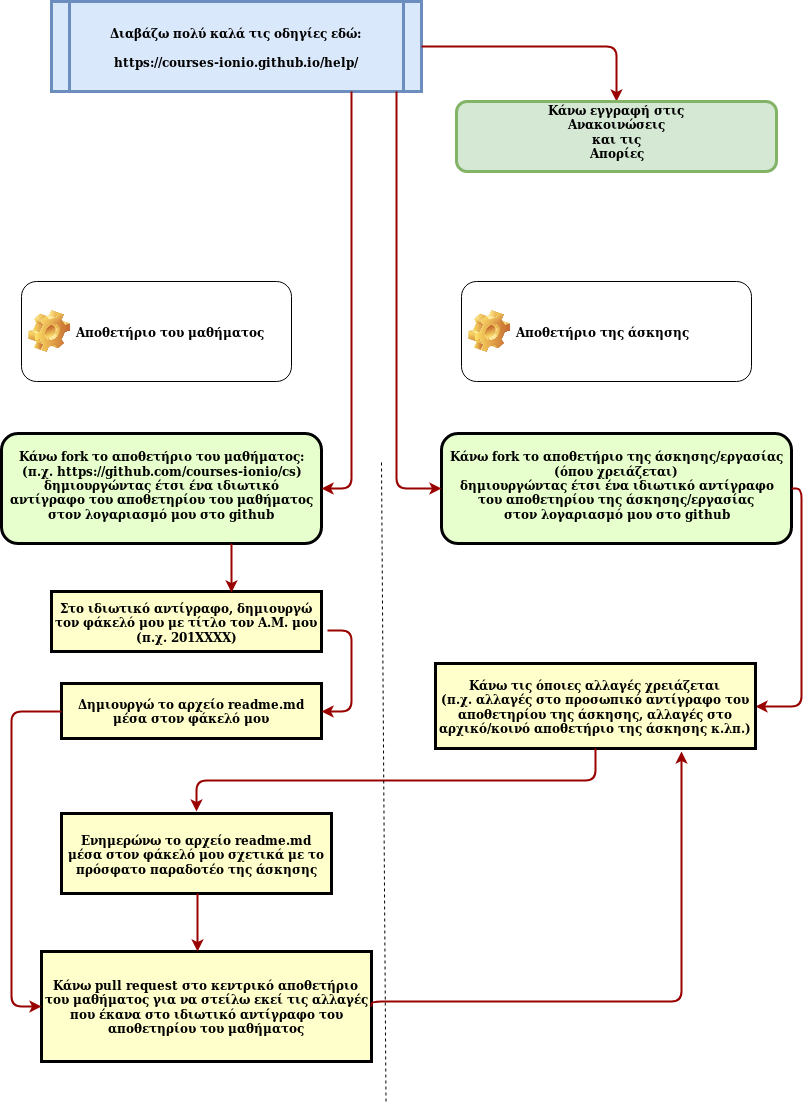 Διαβάζω πολύ καλά τις οδηγίες εδώ:
https://courses-ionio.github.io/help/
Κάνω εγγραφή στις
Ανακοινώσεις
και τις
Απορίες
Αποθετήριο του μαθήματος
Αποθετήριο της άσκησης
Κάνω fork το αποθετήριο του μαθήματος:
(π.χ. https://github.com/courses-ionio/cs)
δημιουργώντας έτσι ένα ιδιωτικό
αντίγραφο του αποθετηρίου του μαθήματος
στον λογαριασμό μου στο github
Κάνω fork το αποθετήριο της άσκησης/εργασίας
(όπου χρειάζεται)
δημιουργώντας έτσι ένα ιδιωτικό αντίγραφο
του αποθετηρίου της άσκησης/εργασίας
στον λογαριασμό μου στο github
Στο ιδιωτικό αντίγραφο, δημιουργώ
τον φάκελό μου με τίτλο τον Α.Μ. μου
(π.χ. 201XXXX)
Δημιουργώ το αρχείο readme.md
μέσα στον φάκελό μου
Κάνω τις όποιες αλλαγές χρειάζεται
(π.χ. αλλαγές στο προσωπικό αντίγραφο του
αποθετηρίου της άσκησης, αλλαγές στο
αρχικό/κοινό αποθετήριο της άσκησης κ.λπ.)
Ενημερώνω το αρχείο readme.md
μέσα στον φάκελό μου σχετικά με το
πρόσφατο παραδοτέο της άσκησης
Κάνω pull request στο κεντρικό αποθετήριο
του μαθήματος για να στείλω εκεί τις αλλαγές
που έκανα στο ιδιωτικό αντίγραφο του
αποθετηρίου του μαθήματος